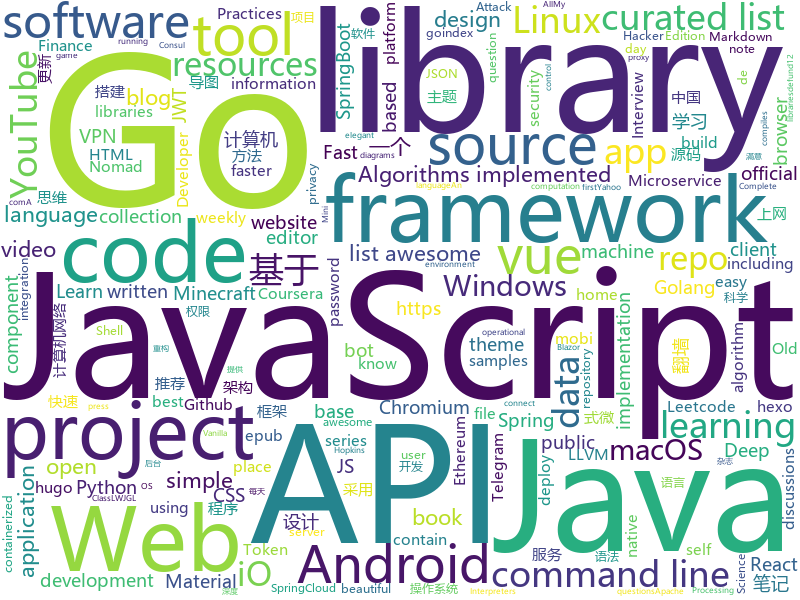 software
Practices
Attack
AllMy
running
Consul
项目
game
Finance
tool
Go
library
Linux
curated list
Hacker
Edition
Markdown
note
YouTube
更新
搭建
导图
resources
SpringBoot
design
platform
based
goindex
软件
question
JSON
de
day
blog
JWT
information
主题
security
Interview
中国
proxy
elegant
libraries
计算机
source
app
学习
browser
VPN
HTML
方法
Developer
Fast
一个
build
源码
diagrams
思维
Nomad
faster
code
framework
Algorithms implemented
Microservice
official
上网
compiles
privacy
language
collection
weekly
editor
vue
repo
client
Complete
video
component
Learn
written
website
基于
list awesome
machine
including
integration
计算机网络
Minecraft
Coursera
Windows
Golang
easy
科学
JavaScript
password
https
home
samples
mobi
翻墙
implementation
algorithm
repository
Old
Shell
权限
bot
theme
know
data
operational
Blazor
推荐
hexo
重构
架构
best
Github
base
Chromium
Leetcode
提供
快速
框架
project
API
Java
file
Spring
式微
epub
series
public
learning
awesome
press
simple
JS
Ethereum
place
Deep
LLVM
connect
discussions
open
hugo
Python
CSS
macOS
Vanilla
application
using
采用
book
Telegram
deploy
self
语言
后台
Web
iO
Android
contain
native
React
笔记
每天
OS
程序
user
开发
ClassLWJGL
设计
Hopkins
服务
语法
Science
杂志
containerized
server
control
development
Material
Token
command line
操作系统
Processing
Interpreters
comA
Mini
beautiful
environment
SpringCloud
深度